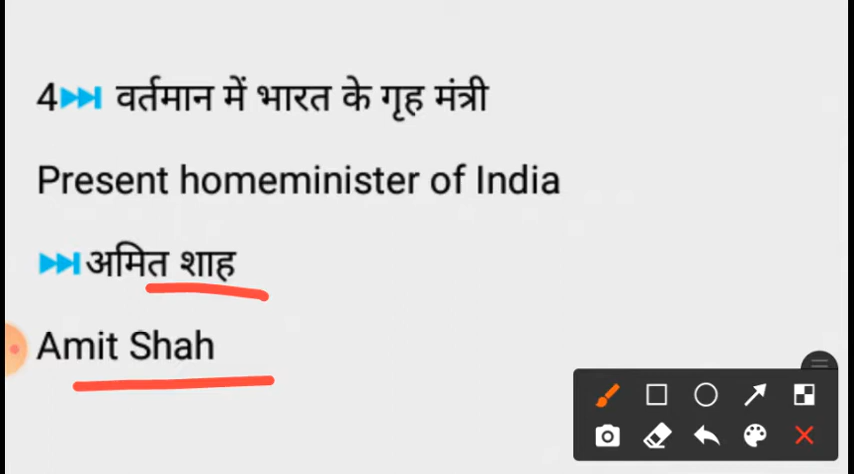 4⏭ वर्तमान में भारत के गृह मंत्री
Present homeminister of India
⏭अमित शाह
Amit Shah